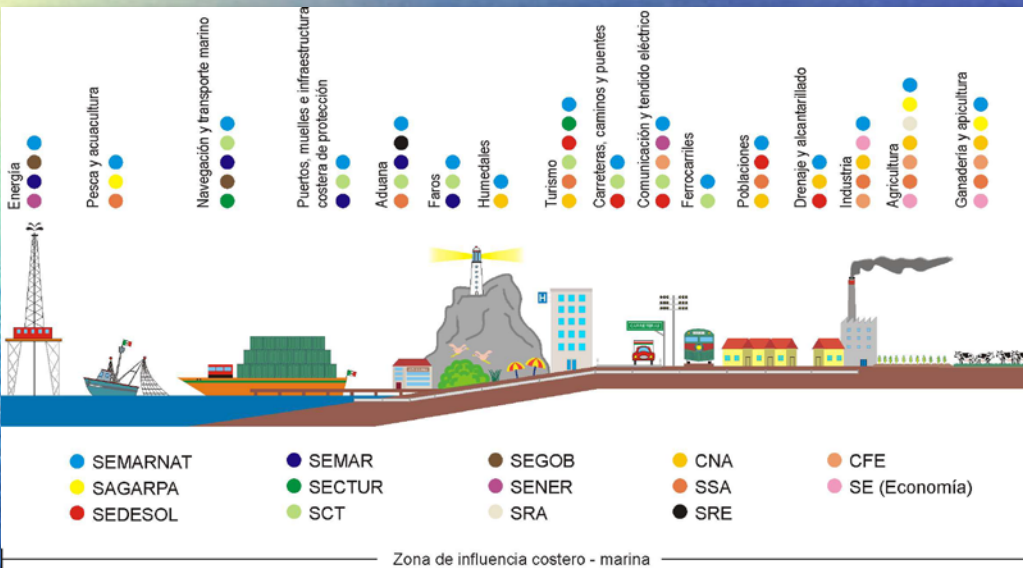 Energía
Pesca y acuacultura
Navegación y transporte marino
Puertos, muelles e infraestructura
costera de protección
Aduana
Faros
Humedales
Turismo
Carreteras, caminos y puentes
Comunicación y tendido eléctrico
Ferrocarriles
Poblaciones
Drenaje y alcantarillado
Industria
Agricultura
Ganadería y apicultura
H
SEMARNAT
SEMAR
SEGOB
CNA
CFE
SAGARPA
SECTUR
SENER
SSA
SE (Economía)
SEDESOL
SCT
SRA
SRE
Zona de influencia costero - marina